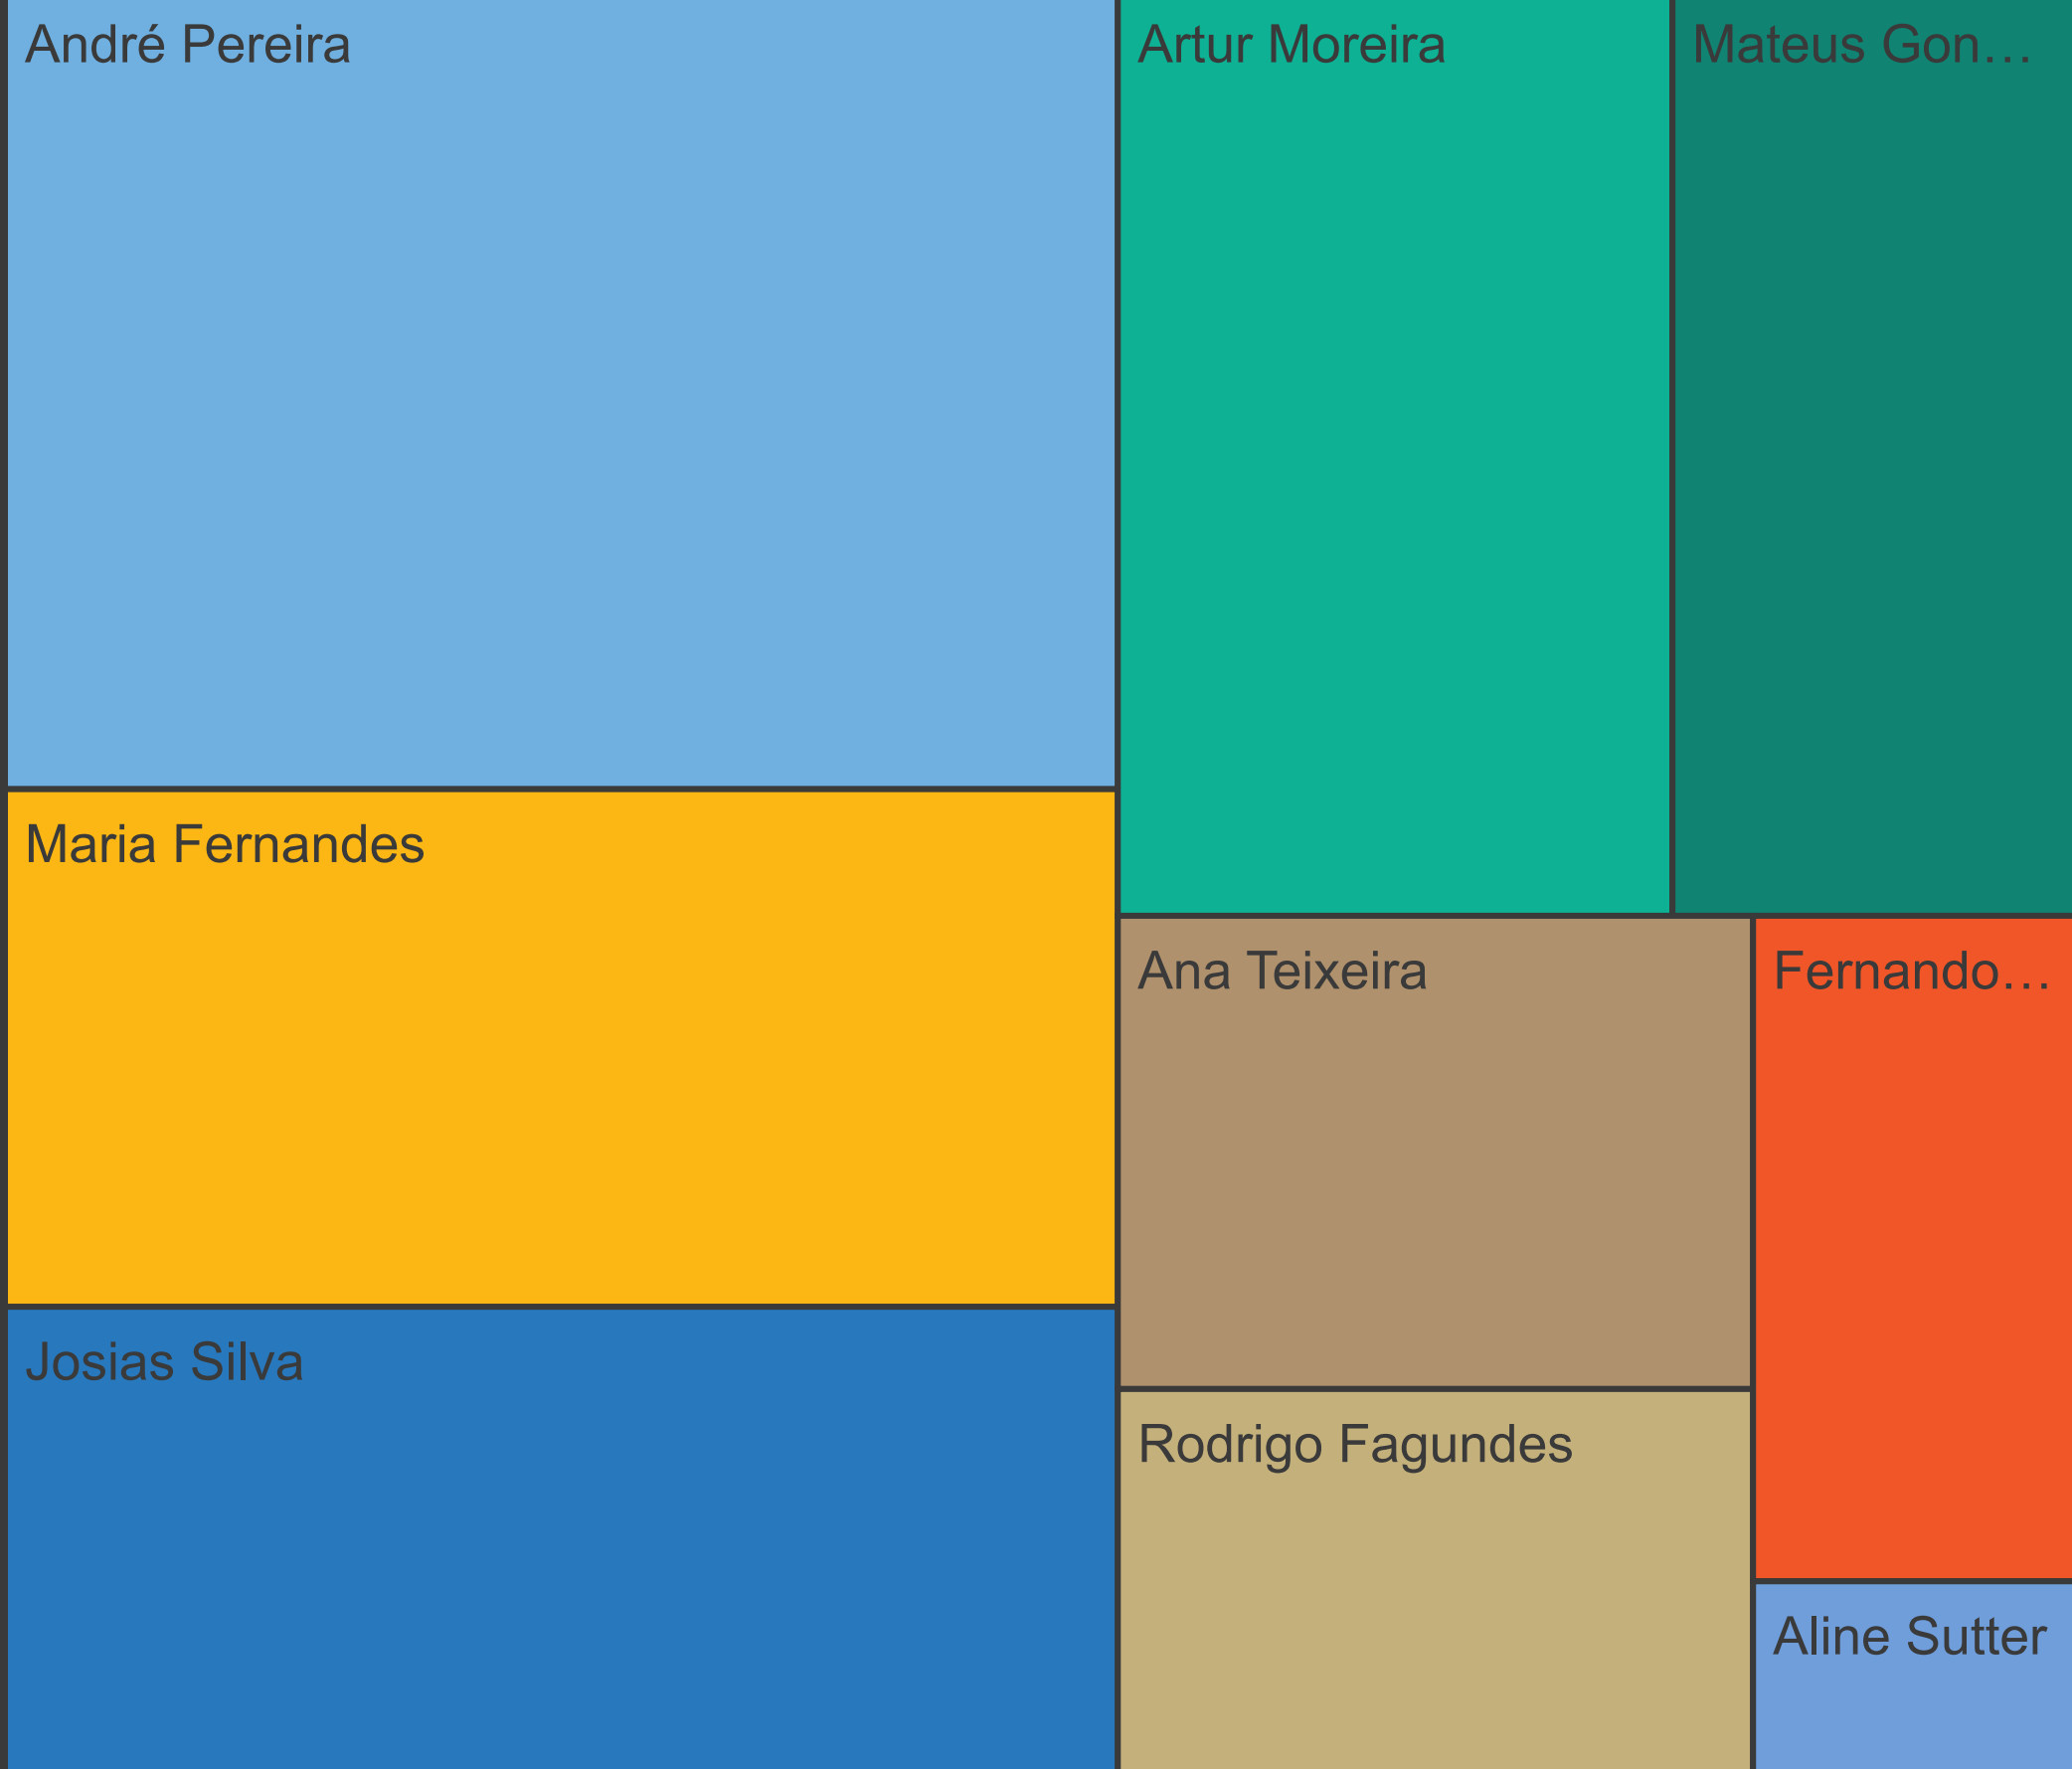 André Pereira
Maria Fernandes
Josias Silva
Artur Moreira
Mateus Gon...
Ana Teixeira
Rodrigo Fagundes
Fernando...
Aline Sutter